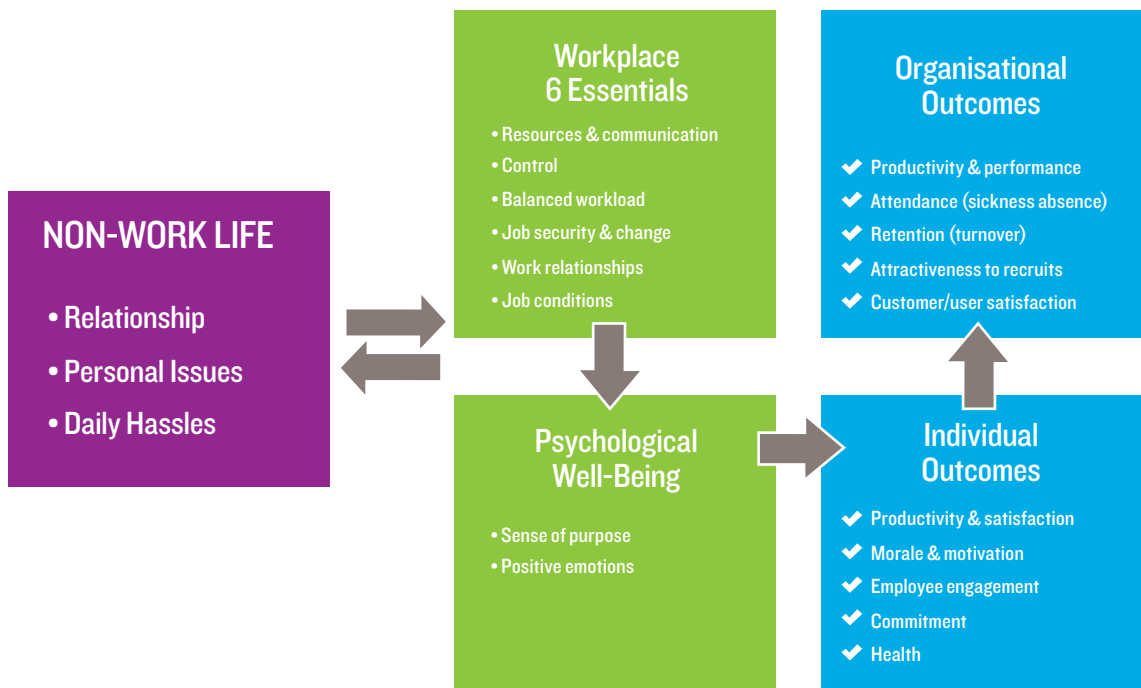 NON-WORK LIFE
• Relationship
• Personal Issues
• Daily Hassles
Workplace
6 Essentials
• Resources & communication
• Control
• Balanced workload
• Job security & change
• Work relationships
• Job conditions
Psychological
Well-Being
• Sense of purpose
• Positive emotions
Individual
Outcomes
✔ Productivity & satisfaction
✔ Morale & motivation
✔ Employee engagement
✔ Commitment
✔ Health
Organisational
Outcomes
✔ Productivity & performance
✔ Attendance (sickness absence)
✔ Retention (turnover)
✔ Attractiveness to recruits
✔ Customer/user satisfaction